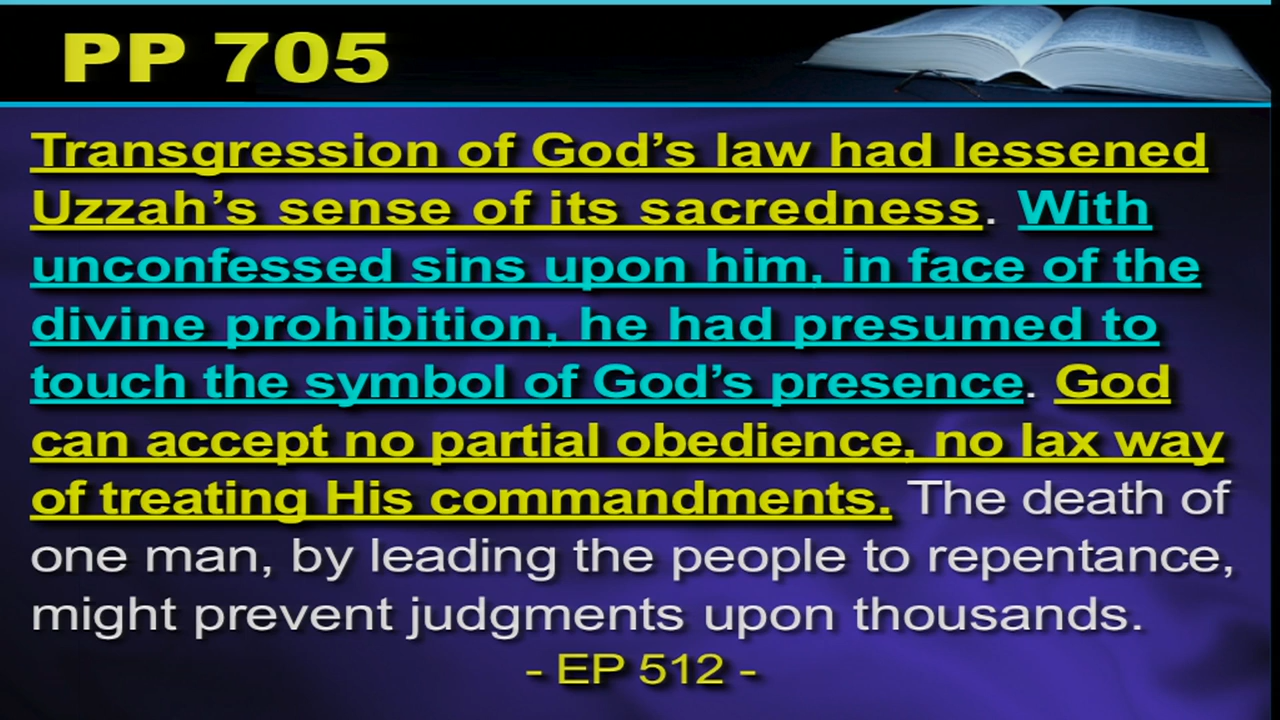 PP 705
Transgression of God’s law had lessened
Uzzah’s sense of its sacredness. With
unconfessed sins upon him, in face of the
divine prohibition, he had presumed to
touch the symbol of God’s presence. God
can accept no partial obedience, no lax way
of treating His commandments. The death of
one man, by leading the people to repentance,
might prevent judgments upon thousands.
- EP 512 -